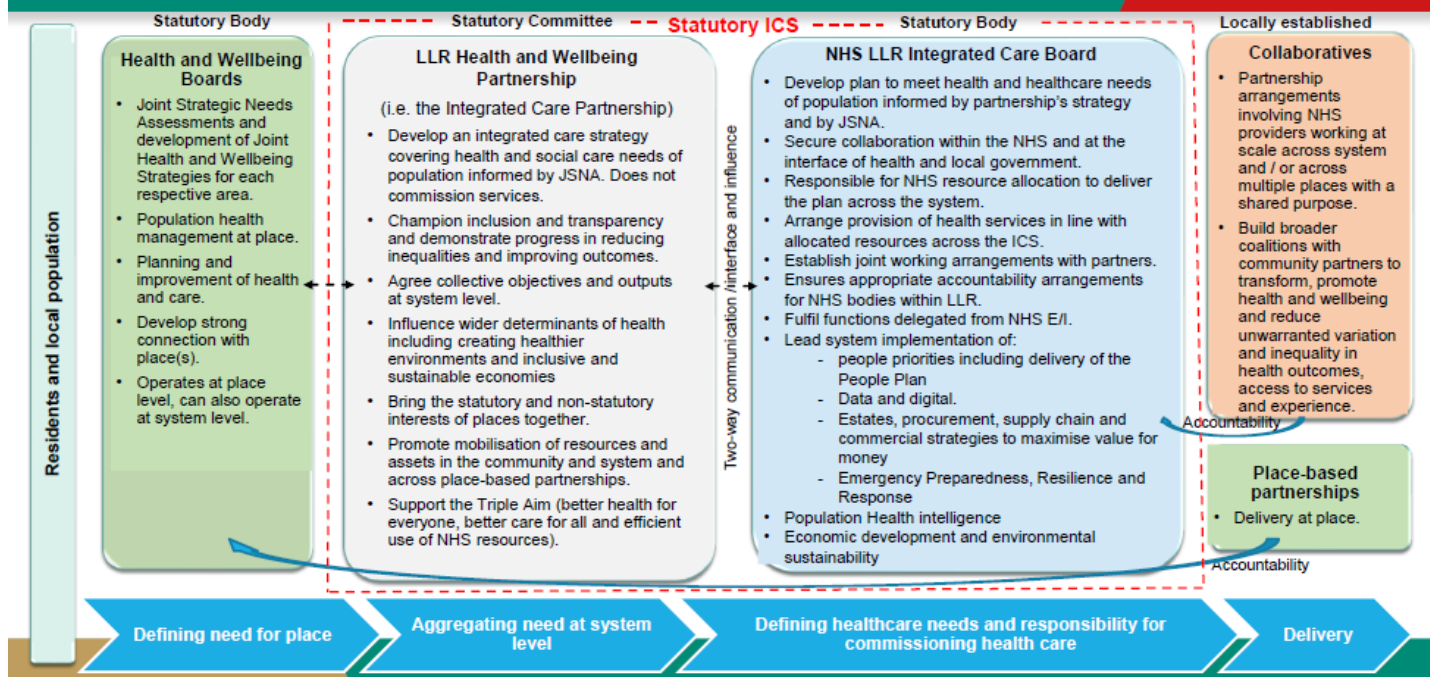 Statutory Body
Statutory Committee
Statutory ICS
Statutory Body
Locally established
Residents and local population
Health and Wellbeing
Boards
• Joint Strategic Needs
Assessments and
development of Joint
Health and Wellbeing
Strategies for each
respective area.
• Population health
management at place.
• Planning and
improvement of health
and care.
• Develop strong
connection with
place(s).
• Operates at place
level, can also operate
at system level.
LLR Health and Wellbeing
Partnership
(i.e. the Integrated Care Partnership)
• Develop an integrated care strategy
covering health and social care needs of
population informed by JSNA. Does not
commission services.
• Champion inclusion and transparency
and demonstrate progress in reducing
inequalities and improving outcomes.
• Agree collective objectives and outputs
at system level.
• Influence wider determinants of health
including creating healthier
environments and inclusive and
sustainable economies
• Bring the statutory and non-statutory
interests of places together.
• Promote mobilisation of resources and
assets in the community and system and
across place-based partnerships.
• Support the Triple Aim (better health for
everyone, better care for all and efficient
use of NHS resources).
Two-way communication /interface and influence
NHS LLR Integrated Care Board
• Develop plan to meet health and healthcare needs
of population informed by partnership's strategy
and by JSNA.
• Secure collaboration within the NHS and at the
interface of health and local government.
• Responsible for NHS resource allocation to deliver
the plan across the system.
• Arrange provision of health services in line with
allocated resources across the ICS.
• Establish joint working arrangements with partners.
• Ensures appropriate accountability arrangements
for NHS bodies within LLR.
• Fulfil functions delegated from NHS E/I.
• Lead system implementation of:
- people priorities including delivery of the
People Plan
- Data and digital.
- Estates, procurement, supply chain and
commercial strategies to maximise value for
money
- Emergency Preparedness, Resilience and
Response
• Population Health intelligence
• Economic development and environmental
sustainability
Collaboratives
• Partnership
arrangements
involving NHS
providers working at
scale across system
and / or across
multiple places with a
shared purpose.
• Build broader
coalitions with
community partners to
transform, promote
health and wellbeing
and reduce
unwarranted variation
and inequality in
health outcomes,
access to services
and experience.
Accountability
Place-based
partnerships
• Delivery at place.
Accountability
Defining need for place
Aggregating need at system
level
Defining healthcare needs and responsibility for
commissioning health care
Delivery